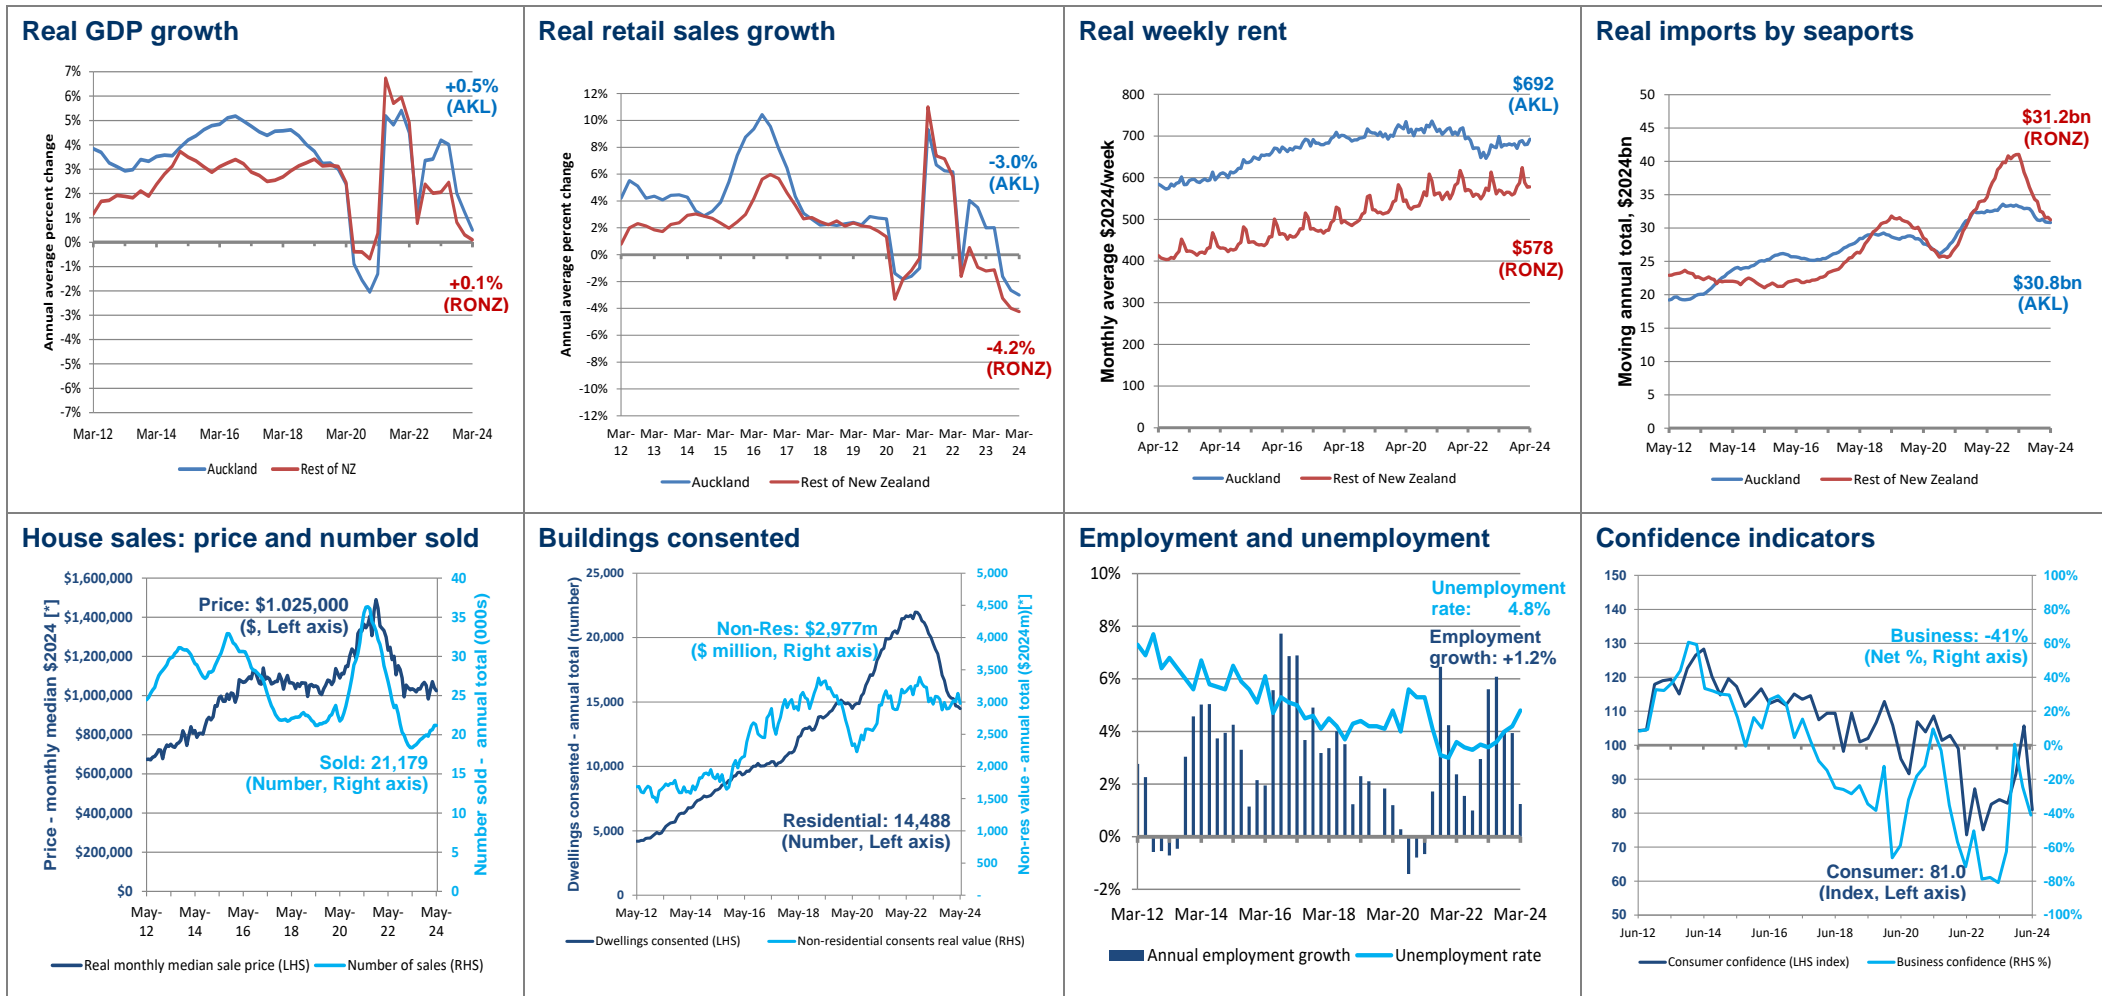 Real GDP growth
7%
6%
5%
4%
3%
2%
1%
0%
-1%
-2%
-3%
-4%
-5%
-6%
-7%
Annual average percent change
+0.5%
(AKL)
+0.1%
(RONZ)
Mar-12 Mar-14 Mar-16 Mar-18 Mar-20 Mar-22 Mar-24
Auckland Rest of NZ
Real retail sales growth
12%
10%
8%
6%
4%
2%
0%
-2%
-4%
-6%
-8%
-10%
-12%
Annual average percent change
-3.0%
(AKL)
-4.2%
(RONZ)
Mar- Mar- Mar- Mar- Mar- Mar- Mar- Mar- Mar- Mar- Mar- Mar- Mar-
12 13 14 15 16 17 18 19 20 21 22 23 24
Auckland Rest of New Zealand
Real weekly rent
800
700
600
500
400
300
200
100
0
Monthly average $2024/week
$692
(AKL)
$578
(RONZ)
Apr-12 Apr-14 Apr-16 Apr-18 Apr-20 Apr-22 Apr-24
Auckland Rest of New Zealand
Real imports by seaports
50
45
40
35
30
25
20
15
10
5
0
Moving annual total, $2024bn
$31.2bn
(RONZ)
$30.8bn
(AKL)
May-12 May-14 May-16 May-18 May-20 May-22 May-24
Auckland Rest of New Zealand
House sales: price and number sold
$1,600,000
$1,400,000
$1,200,000
$1,000,000
$800,000
$600,000
$400,000
$200,000
$0
Price - monthly median $2024 [*]
Price: $1.025,000
($, Left axis)
Sold: 21,179
(Number, Right axis)
40
35
30
25
20
15
10
5
0
Number sold - annual total (000s)
May- May- May- May- May- May- May-
12 14 16 18 20 22 24
Real monthly median sale price (LHS) Number of sales (RHS)
Buildings consented
25,000
20,000
15,000
10,000
5,000
0
Dwellings consented - annual total (number)
Non-Res: $2,977m
($ million, Right axis)
Residential: 14,488
(Number, Left axis)
5,000
4,500
4,000
3,500
3,000
2,500
2,000
1,500
1,000
500
-
Non-res value - annual total ($2024m)[*]
May-12 May-14 May-16 May-18 May-20 May-22 May-24
Dwellings consented (LHS) Non-residential consents real value (RHS)
Employment and unemployment
10%
8%
6%
4%
2%
0%
-2%
Unemployment
rate: 4.8%
Employment
growth: +1.2%
Mar-12 Mar-14 Mar-16 Mar-18 Mar-20 Mar-22 Mar-24
Annual employment growth Unemployment rate
Confidence indicators
150
140
130
120
110
100
90
80
70
60
50
Business: -41%
(Net %, Right axis)
Consumer: 81.0
(Index, Left axis)
100%
80%
60%
40%
20%
0%
-20%
-40%
-60%
-80%
-100%
Jun-12 Jun-14 Jun-16 Jun-18 Jun-20 Jun-22 Jun-24
Consumer confidence (LHS index) Business confidence (RHS %)